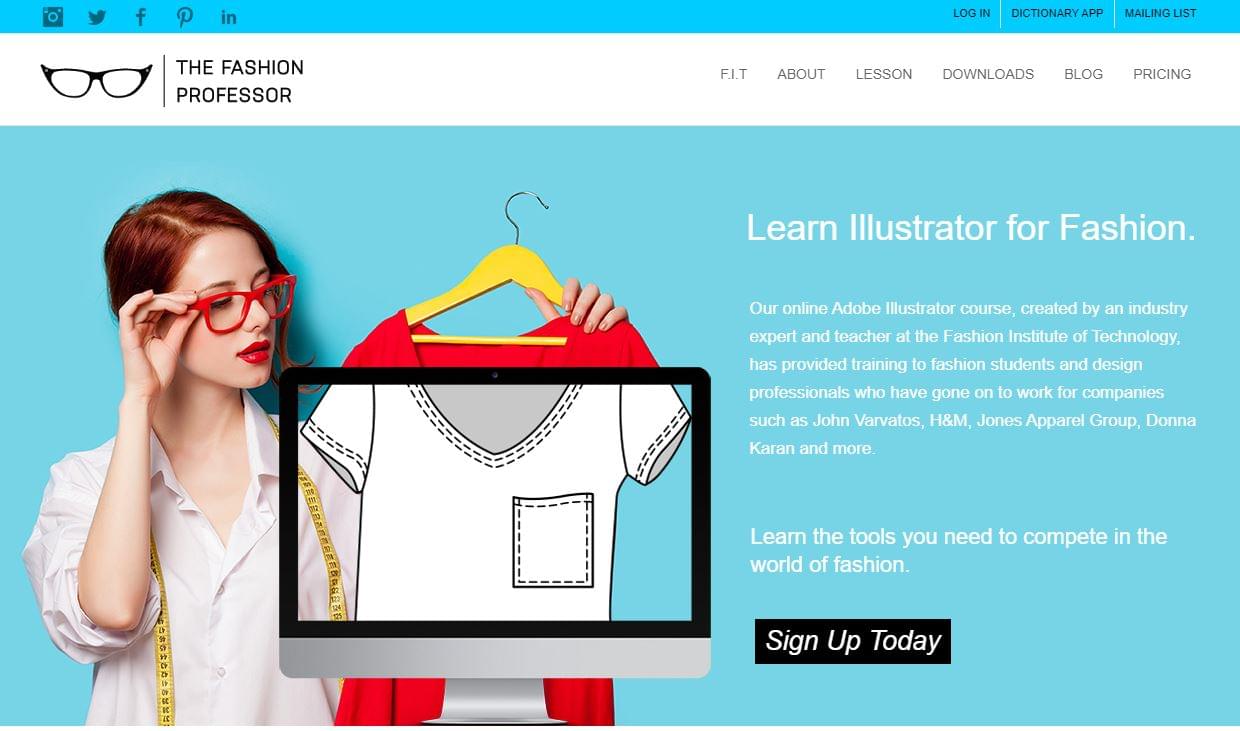 LOG IN
DICTIONARY APP
MAILING LIST
THE FASHION
PROFESSOR
F.I.T
ABOUT
LESSON
DOWNLOADS
BLOG
PRICING
Learn Illustrator for Fashion.
Our online Adobe Illustrator course, created by an industry
expert and teacher at the Fashion Institute of Technology,
has provided training to fashion students and design
professionals who have gone on to work for companies
such as John Varvatos, H&M, Jones Apparel Group, Donna
Karan and more.
Learn the tools you need to compete in the
world of fashion.
Sign Up Today